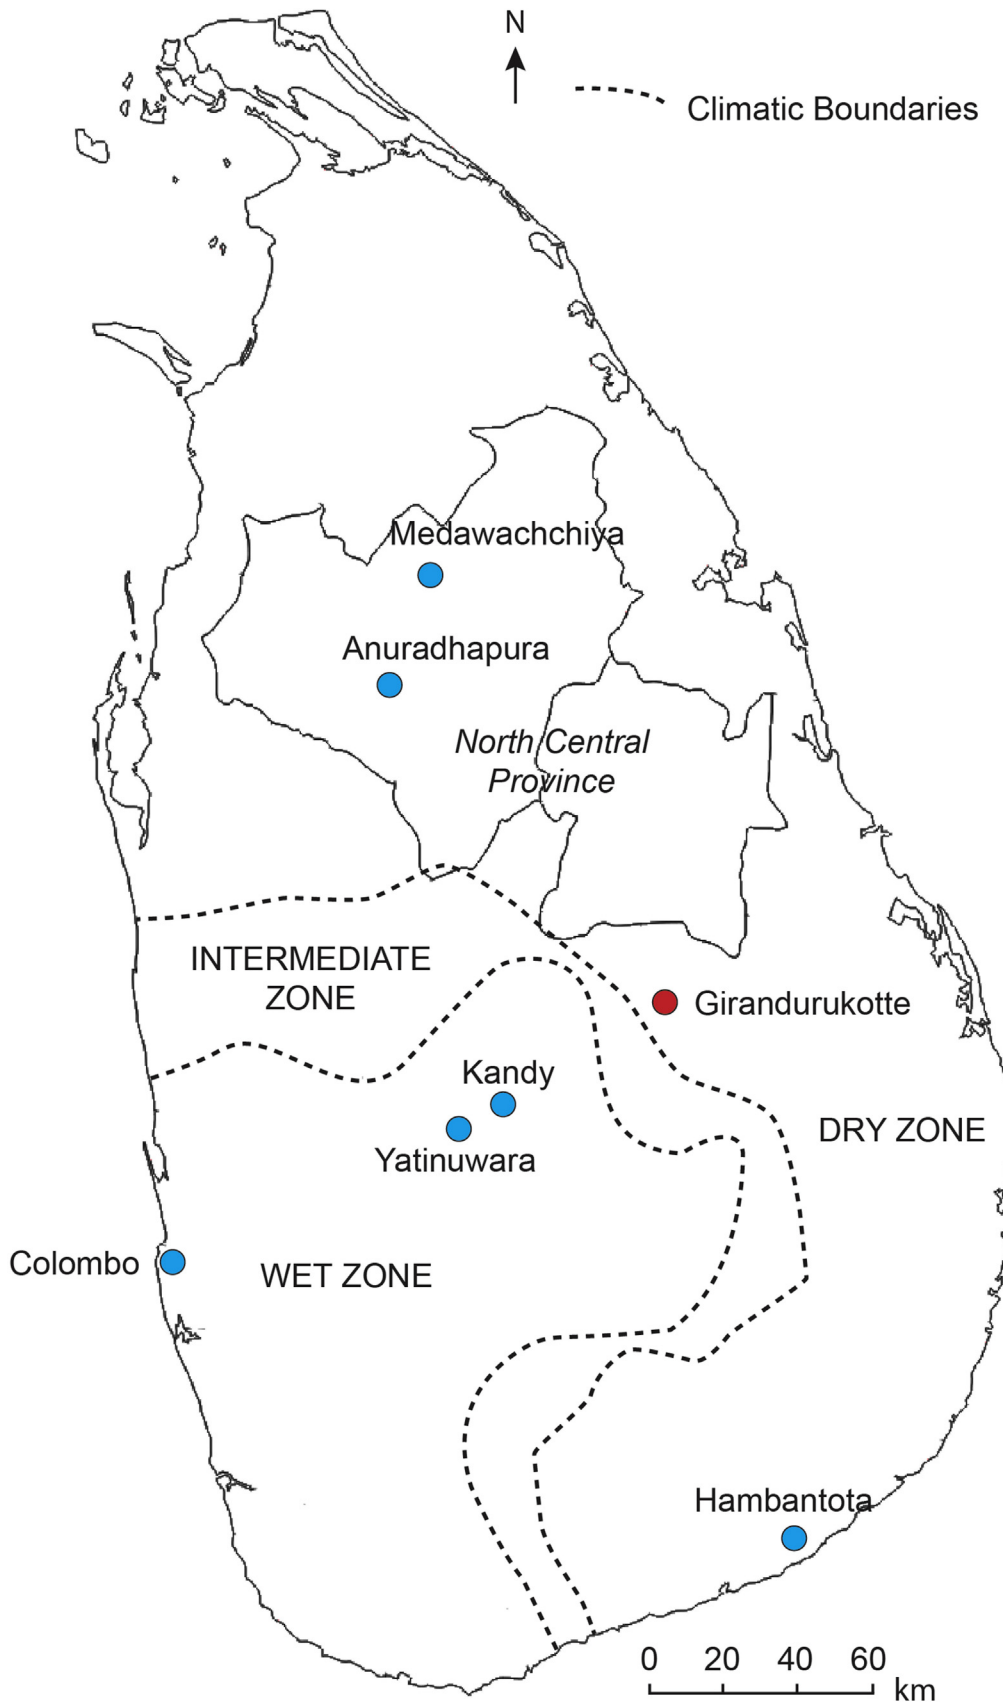 N
Climatic Boundaries
Medawachchiya
Anuradhapura
North Central
Province
INTERMEDIATE
ZONE
Girandurukotte
Kandy
DRY ZONE
Yatinuwara
Colombo
WET ZONE
Hambantota
0 20 40 60
km